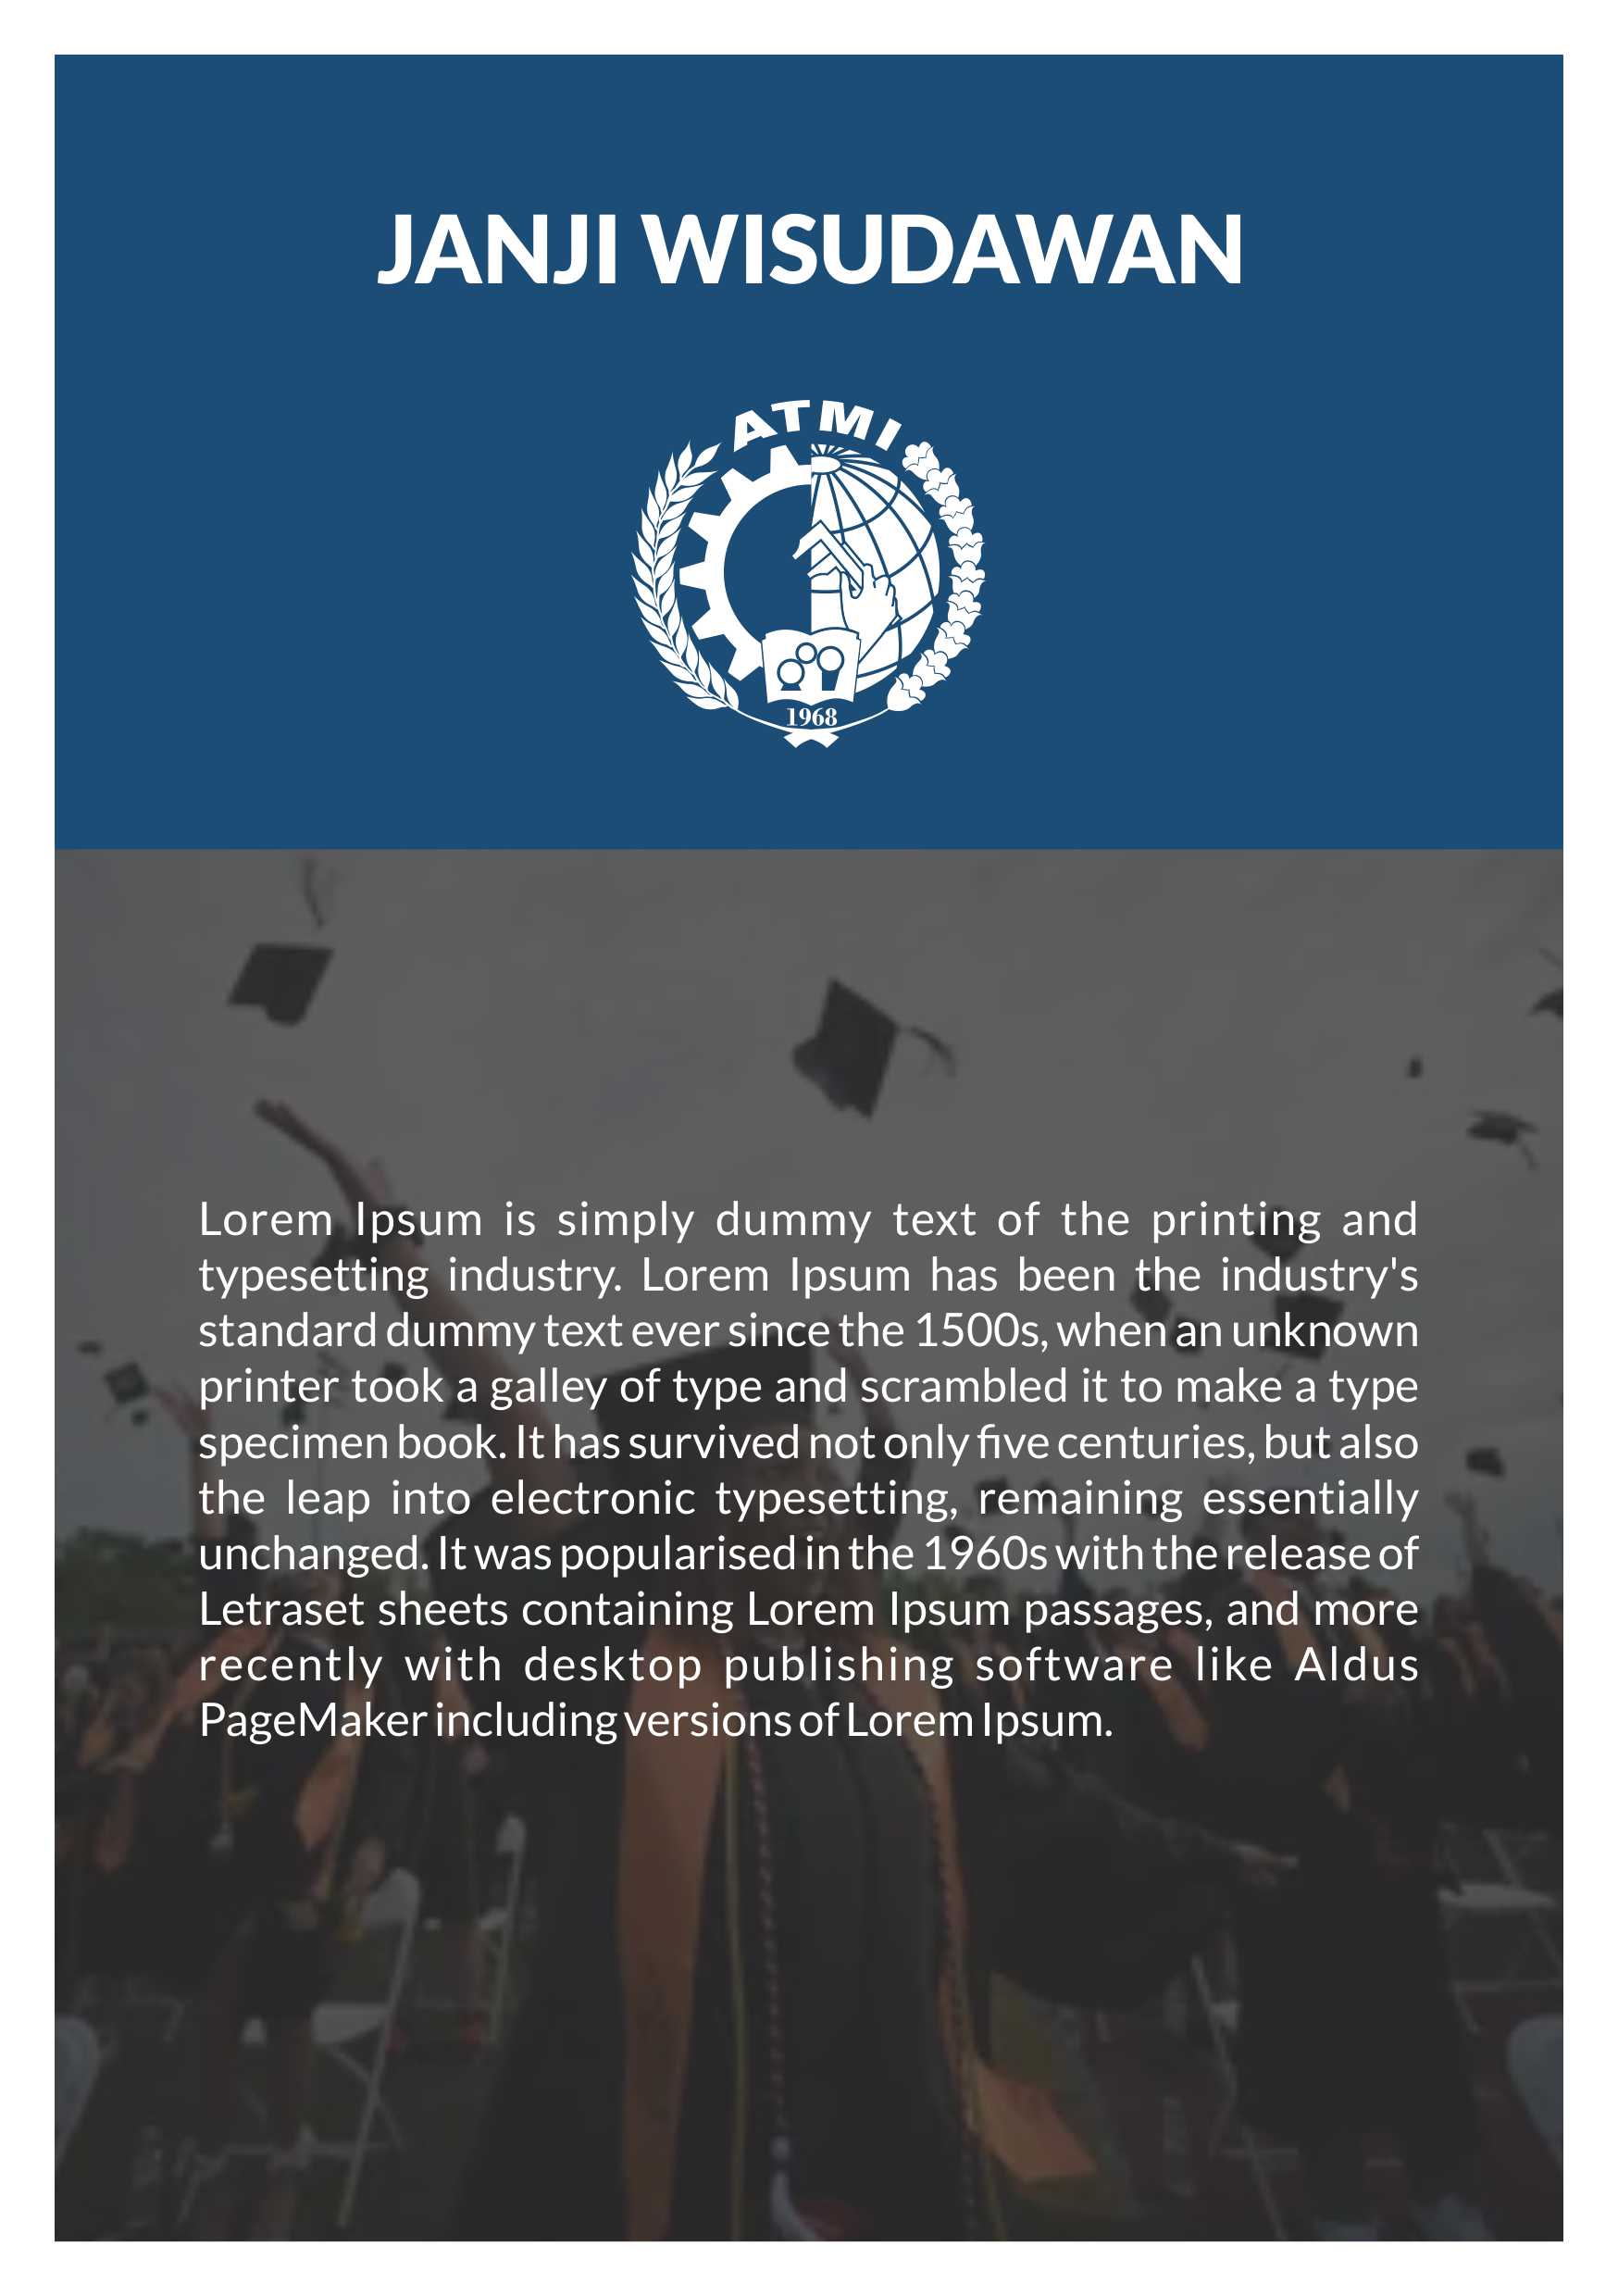 JANJI WISUDAWAN
ATMI
1968
Lorem Ipsum is simply dummy text of the printing and
typesetting industry. Lorem Ipsum has been the industry's
standard dummy text ever since the 1500s, when an unknown
printer took a galley of type and scrambled it to make a type
specimen book. It has survived not only five centuries, but also
the leap into electronic typesetting, remaining essentially
unchanged. It was popularised in the 1960s with the release of
Letraset sheets containing Lorem Ipsum passages, and more
recently with desktop publishing software like Aldus
PageMaker including versions of Lorem Ipsum.